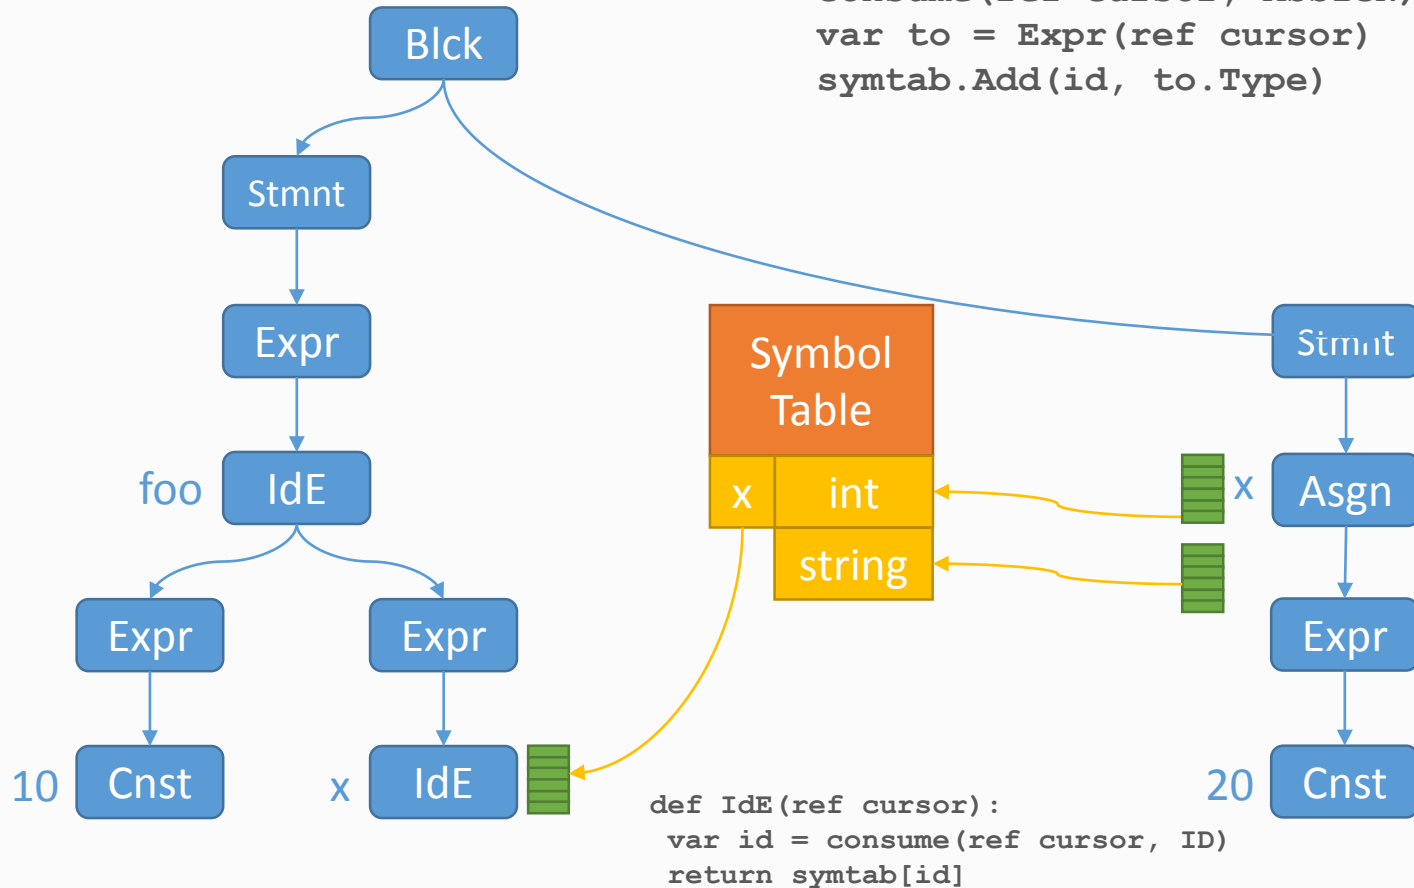 var to = Expr(ref cursor)
symtab.Add(id, to.Type)
Blck
Stmnt
Expr
Symbol
Table
Stmnt
foo
IdE
x
int
x
Asgn
string
Expr
Expr
Expr
10
Cnst
x
IdE
20
Cnst
def IdE(ref cursor):
var id = consume(ref cursor, ID)
return symtab[id]